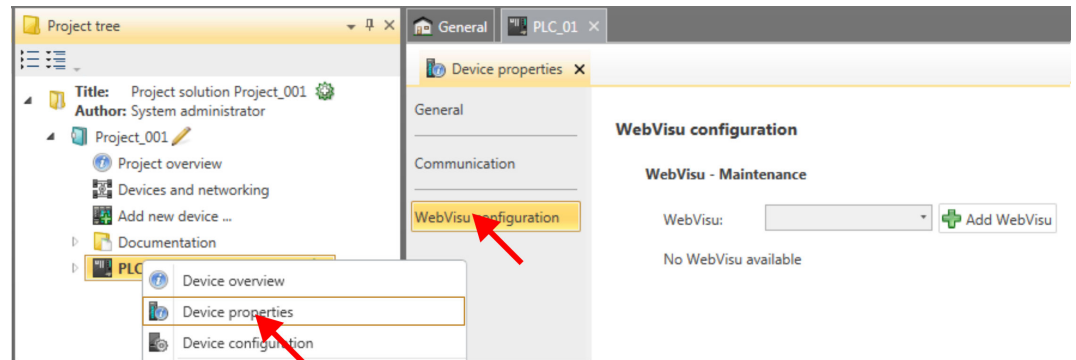 Project tree
General
PLC_01
Title: Project solution Project_001
Author: System administrator
Project_001
Project overview
Devices and networking
Add new device ...
Documentation
PLC
Device overview
Device properties
Device configuration
Device properties
General
Communication
WebVisu configuration
WebVisu configuration
WebVisu - Maintenance
WebVisu:
Add WebVisu
No WebVisu available